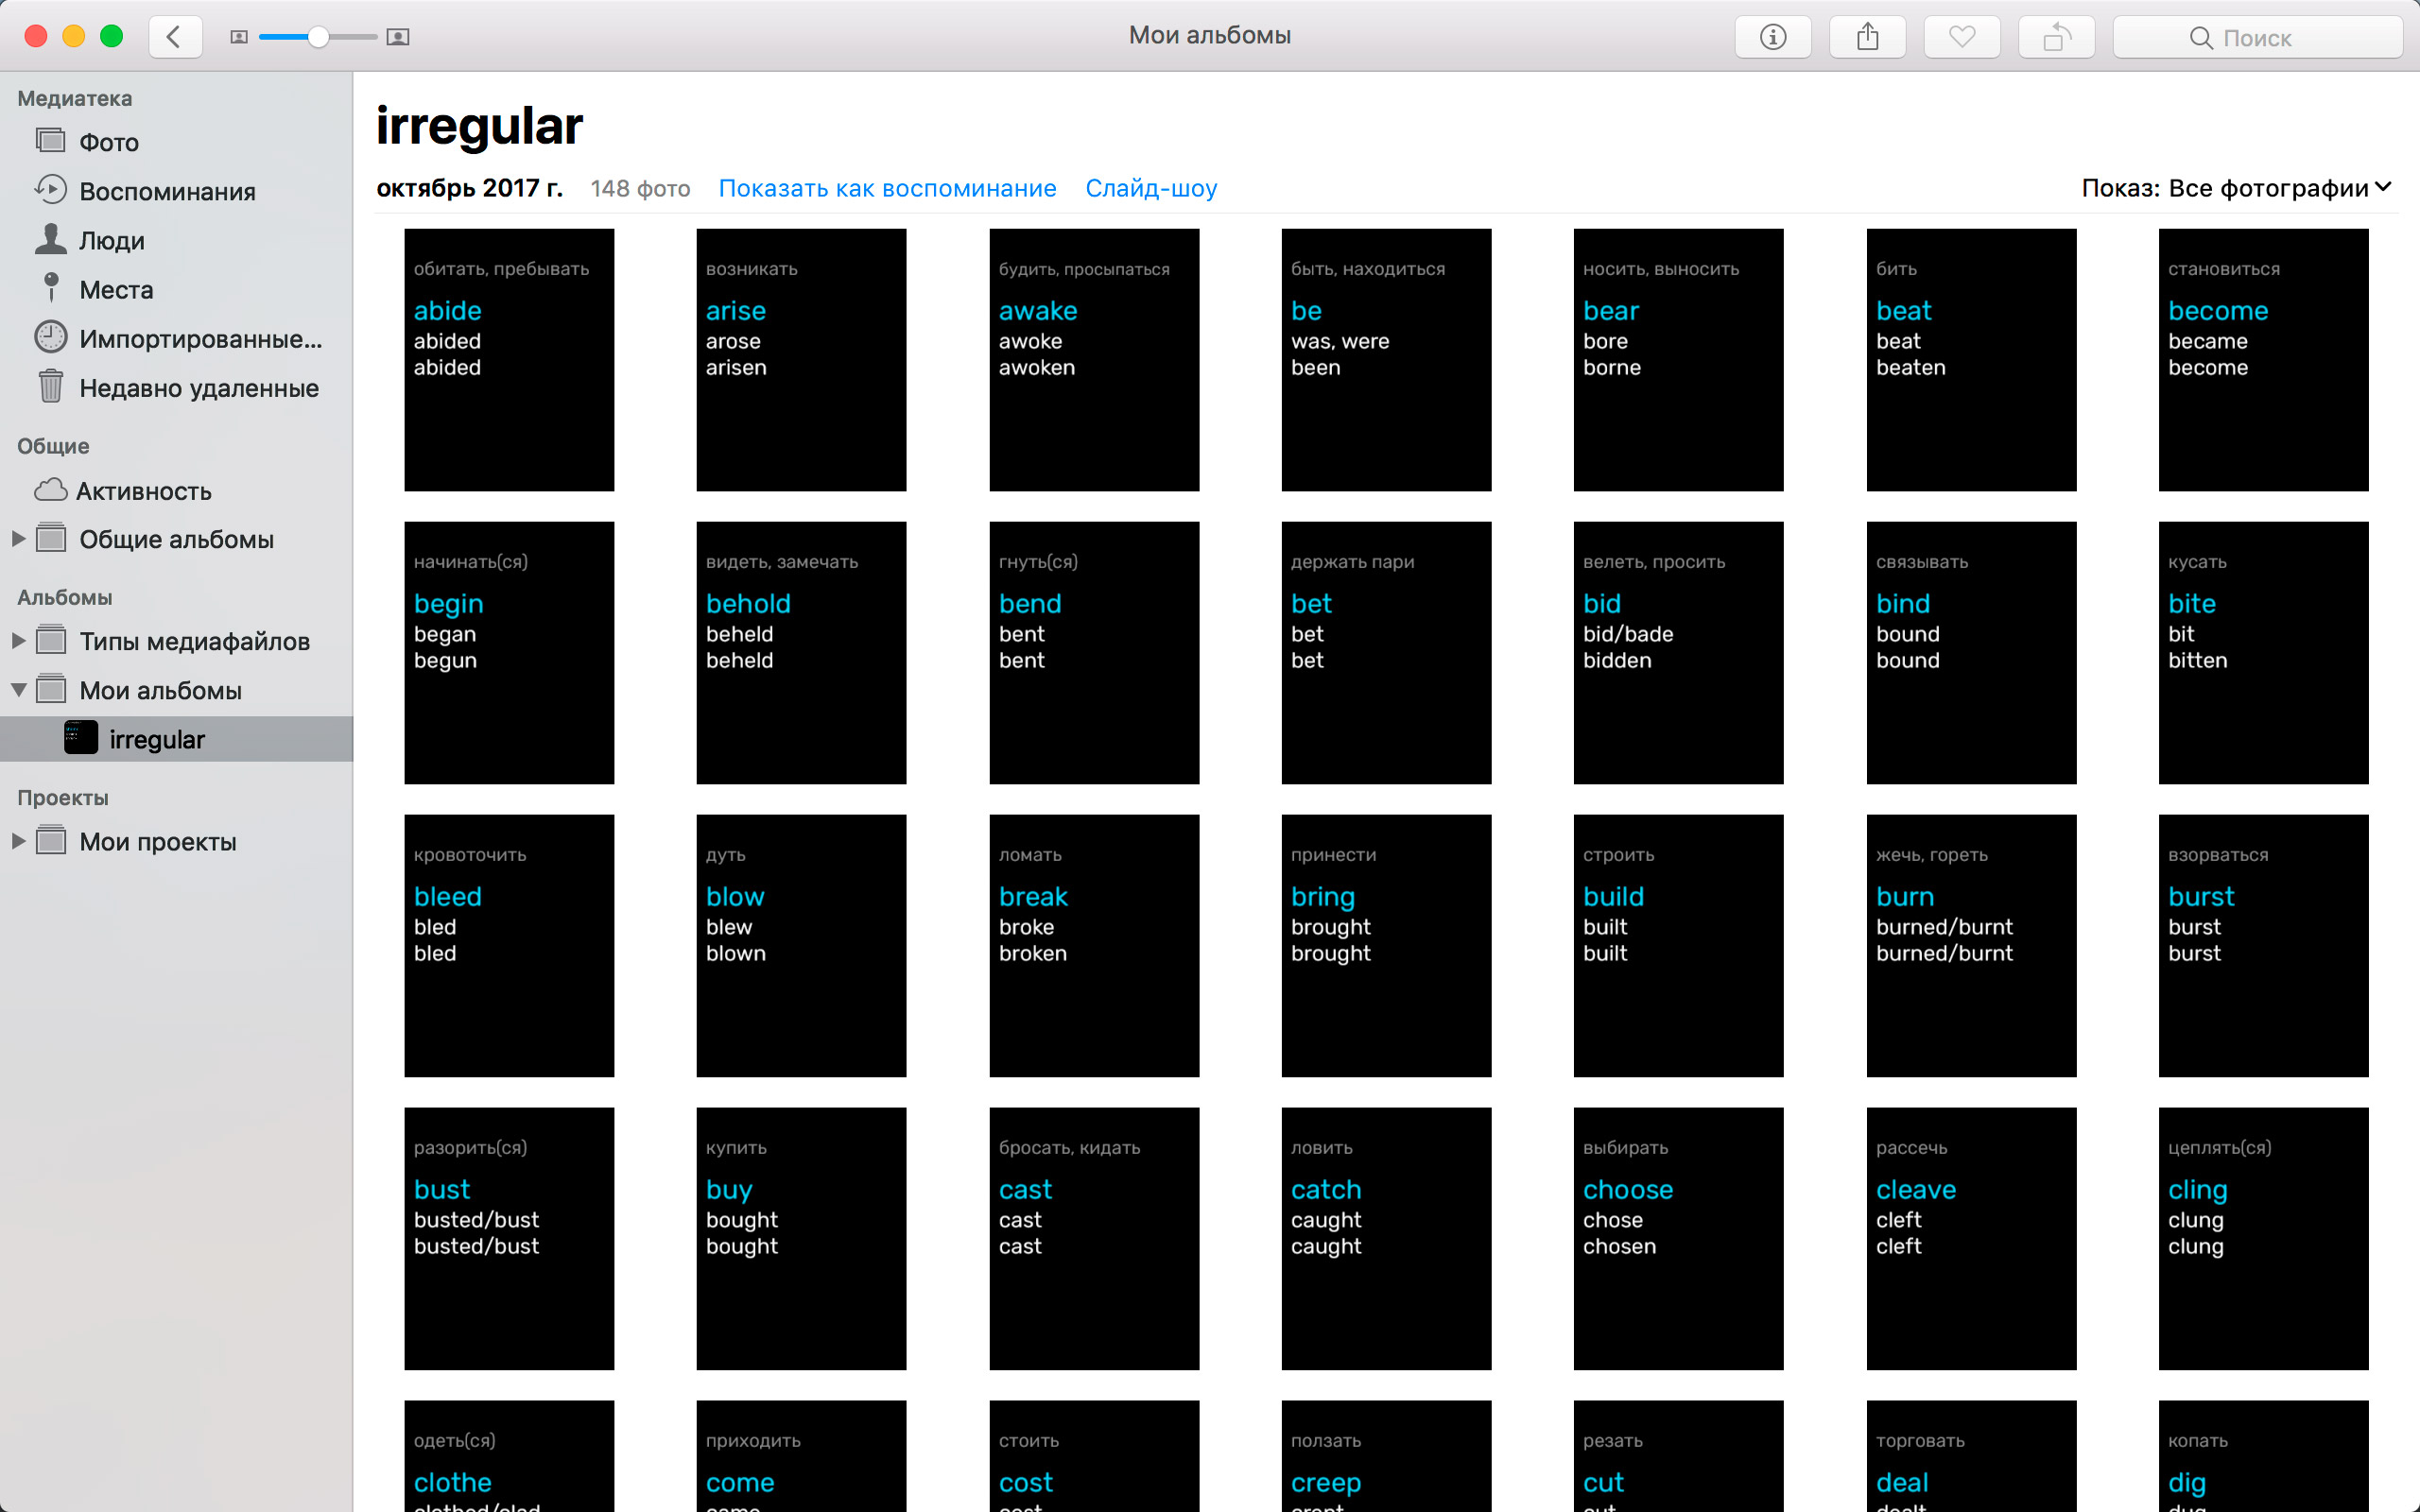 Мои альбомы
Поиск
Медиатека
Фото
Воспоминания
Люди
Места
Импортированные...
Недавно удаленные
Общие
Активность
Общие альбомы
Альбомы
Типы медиафайлов
Мои альбомы
irregular
Проекты
Мои проекты
irregular
октябрь 2017 г. 148 фото Показать как воспоминание Слайд-шоу
Показ: Все фотографии
обитать, пребывать
abide
abided
abided
возникать
arise
arose
arisen
будить, просыпаться
awake
awoke
awoken
быть, находиться
be
was, were
been
носить, выносить
bear
bore
borne
бить
beat
beat
beaten
становиться
become
became
become
начинать(ся)
begin
began
begun
видеть, замечать
behold
beheld
beheld
гнуть(ся)
bend
bent
bent
держать пари
bet
bet
bet
велеть, просить
bid
bid/bade
bidden
связывать
bind
bound
bound
кусать
bite
bit
bitten
кровоточить
bleed
bled
bled
дуть
blow
blew
blown
ломать
break
broke
broken
принести
bring
brought
brought
строить
build
built
built
жечь, гореть
burn
burned/burnt
burned/burnt
взорваться
burst
burst
burst
разорить(ся)
bust
busted/bust
busted/bust
купить
buy
bought
bought
бросать, кидать
cast
cast
cast
ловить
catch
caught
caught
выбирать
choose
chose
chosen
рассечь
cleave
cleft
cleft
цеплять(ся)
cling
clung
clung
одеть(ся)
clothe
clothed/clad
приходить
come
came
стоить
cost
cost
ползать
creep
crept
резать
cut
cut
торговать
deal
dealt
копать
dig
dug